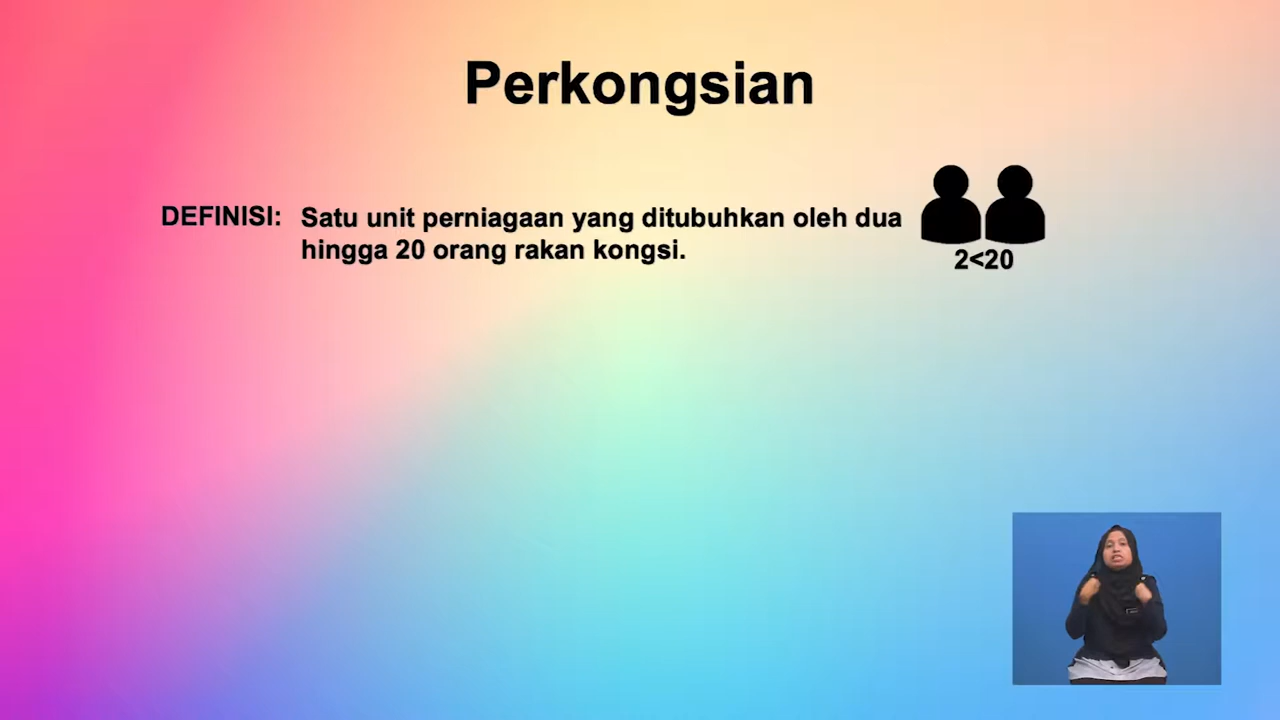 Perkongsian
DEFINISI: Satu unit perniagaan yang ditubuhkan oleh dua
hingga 20 orang rakan kongsi.
2<20